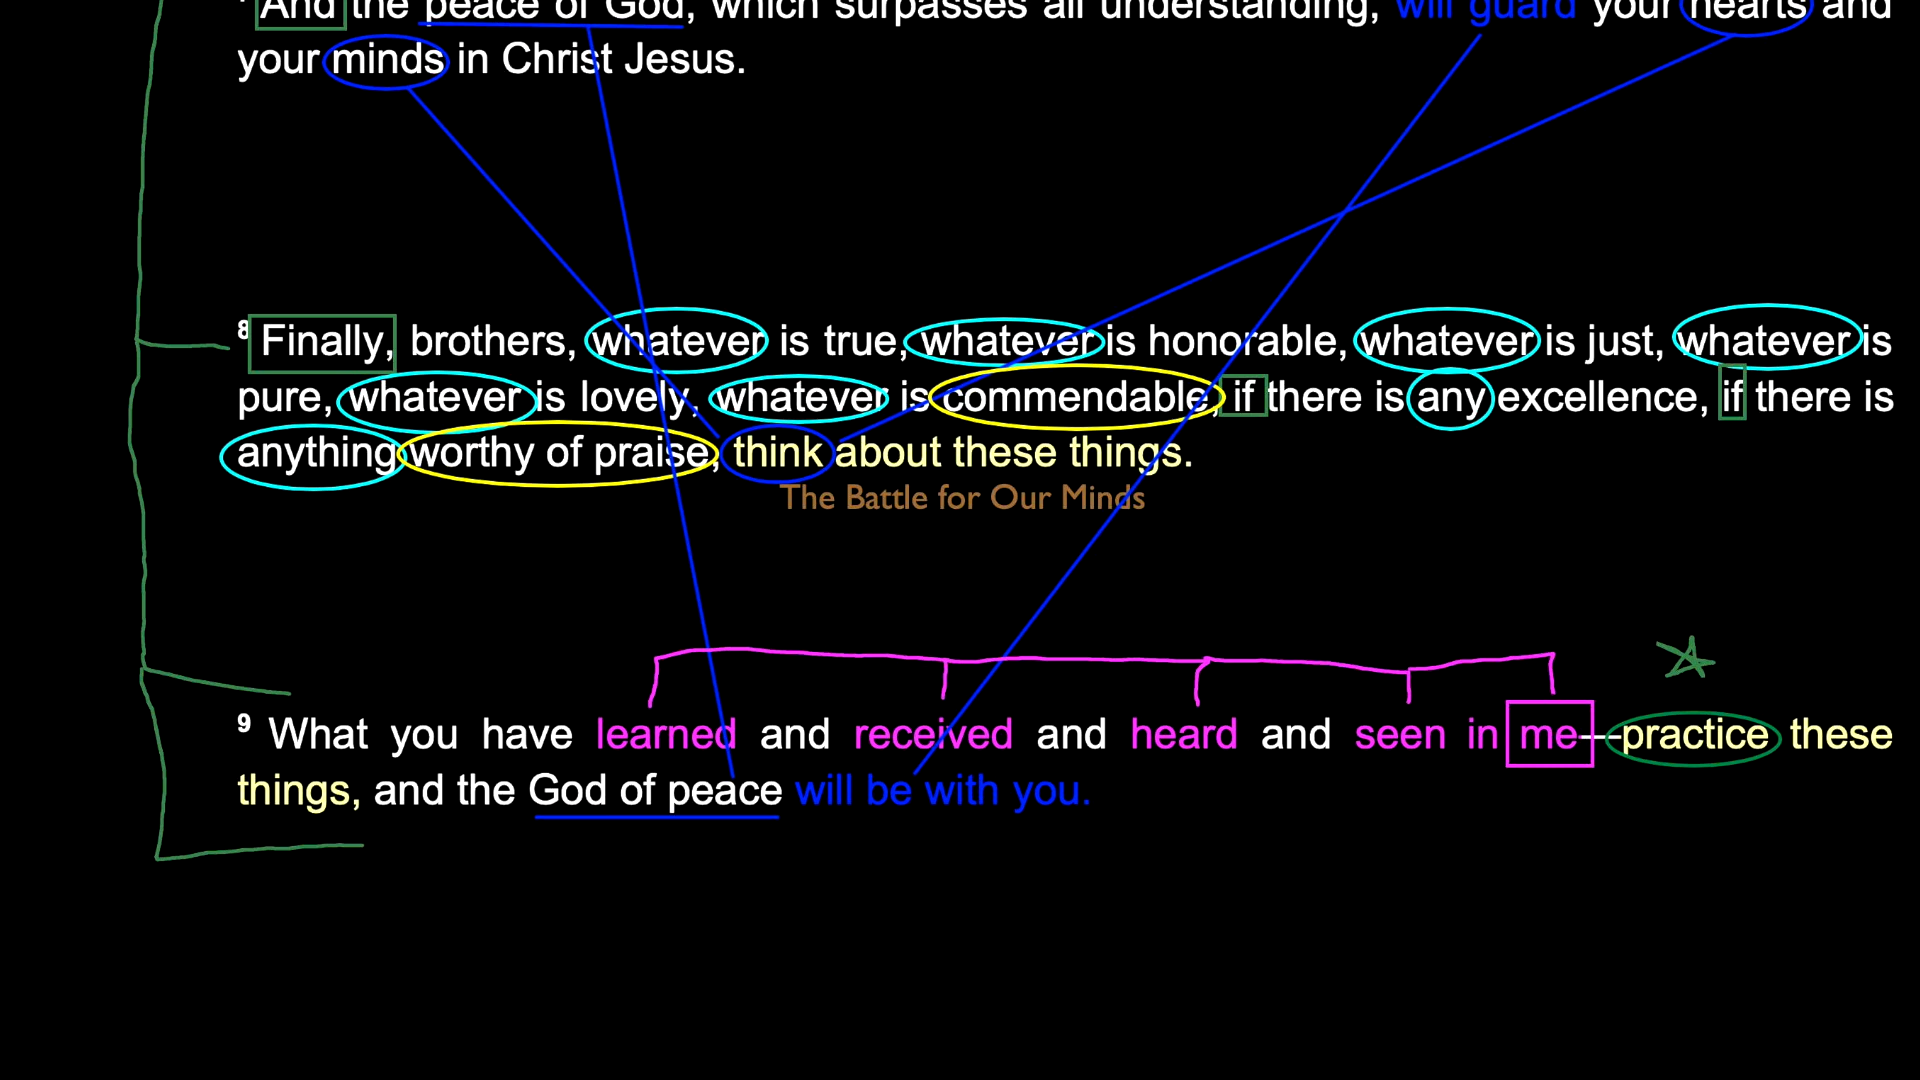 And the peace of God, which surpasses all understanding, will guard your hearts and
your minds in Christ Jesus.
8 Finally, brothers, whatever is true, whatever is honorable, whatever is just, whatever is
pure, whatever is lovely, whatever is commendable, if there is any excellence, if there is
anything worthy of praise, think about these things.
The Battle for Our Minds
9 What you have learned and received and heard and seen in me—practice these
things, and the God of peace will be with you.